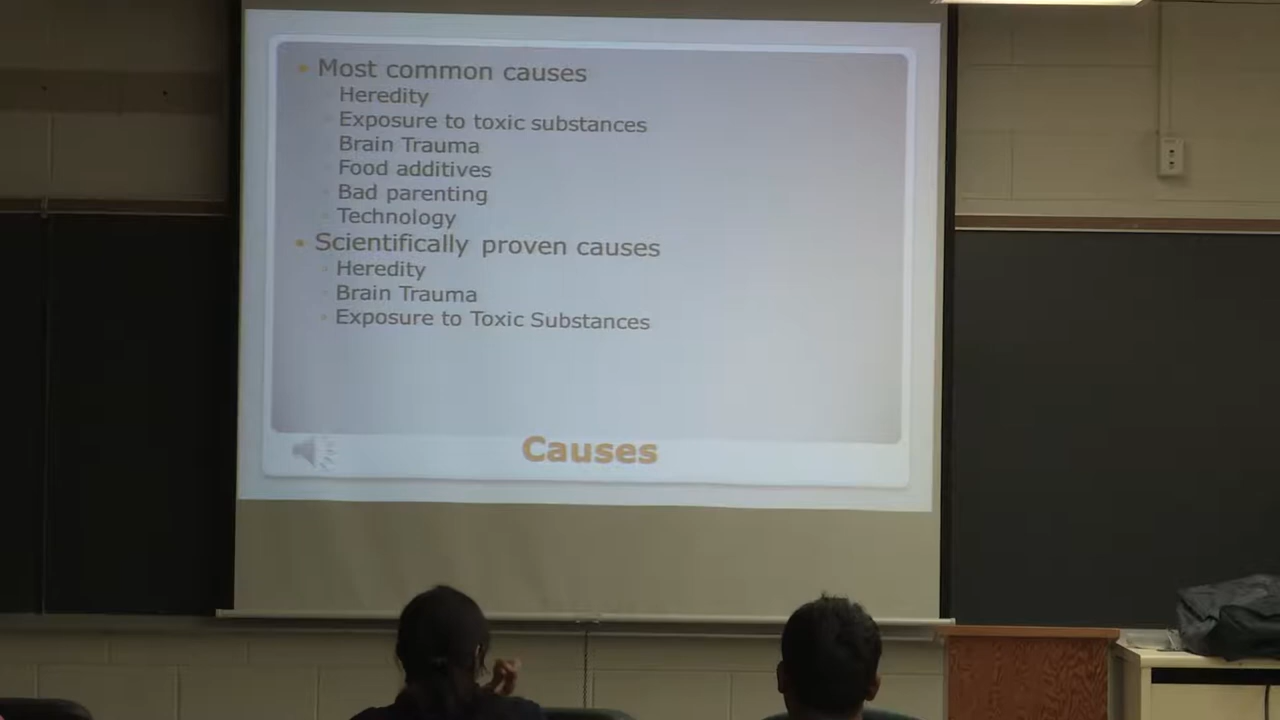 Most common causes
Heredity
Exposure to toxic substances
Brain Trauma
Food additives
Bad parenting
Technology
Scientifically proven causes
Heredity
Brain Trauma
Exposure to Toxic Substances
Causes